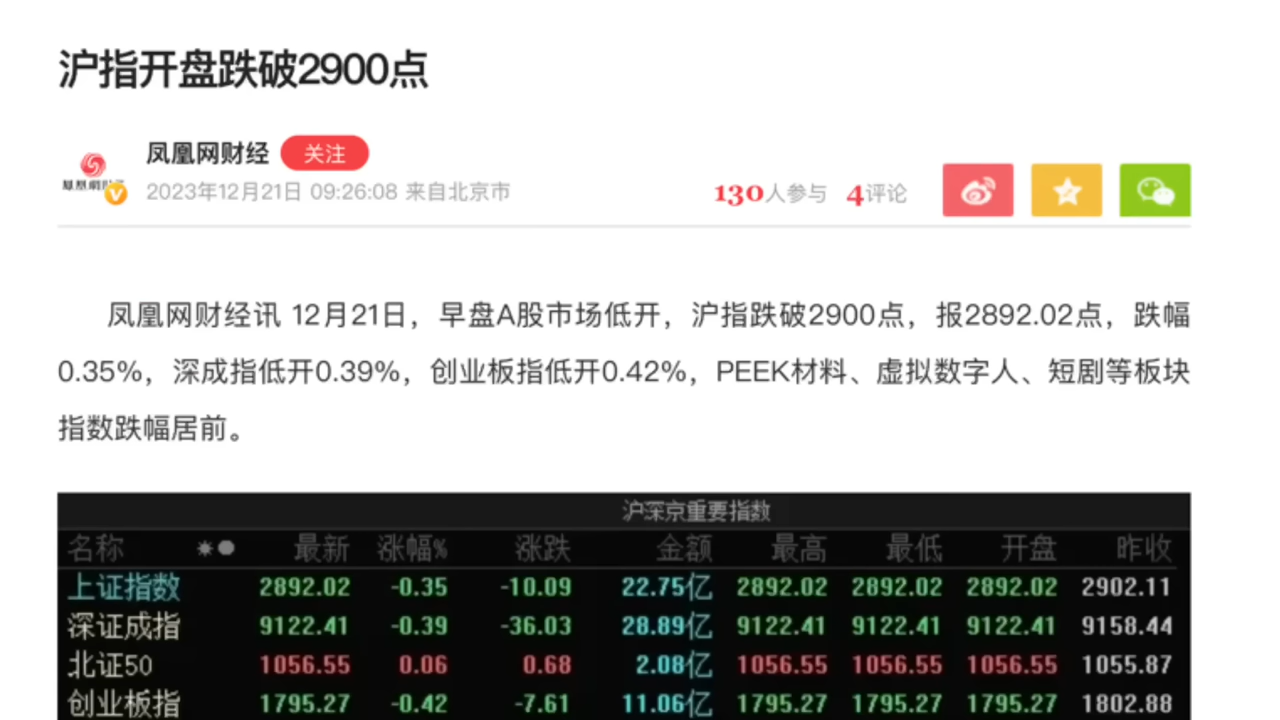 沪指开盘跌破2900点
凤凰网财经 关注
2023年12月21日 09:26:08 来自北京市 130人参与 4评论
凤凰网财经讯 12月21日，早盘A股市场低开，沪指跌破2900点，报2892.02点，跌幅
0.35%，深成指低开0.39%，创业板指低开0.42%，PEEK材料、虚拟数字人、短剧等板块
指数跌幅居前。
沪深京重要指数
名称 最新 涨幅% 涨跌 金额 最高 最低 开盘 昨收
上证指数 2892.02 -0.35 -10.09 22.75亿 2892.02 2892.02 2892.02 2902.11
深证成指 9122.41 -0.39 -36.03 28.89亿 9122.41 9122.41 9122.41 9158.44
北证50 1056.55 0.06 0.68 2.08亿 1056.55 1056.55 1056.55 1055.87
创业板指 1795.27 -0.42 -7.61 11.06亿 1795.27 1795.27 1795.27 1802.88